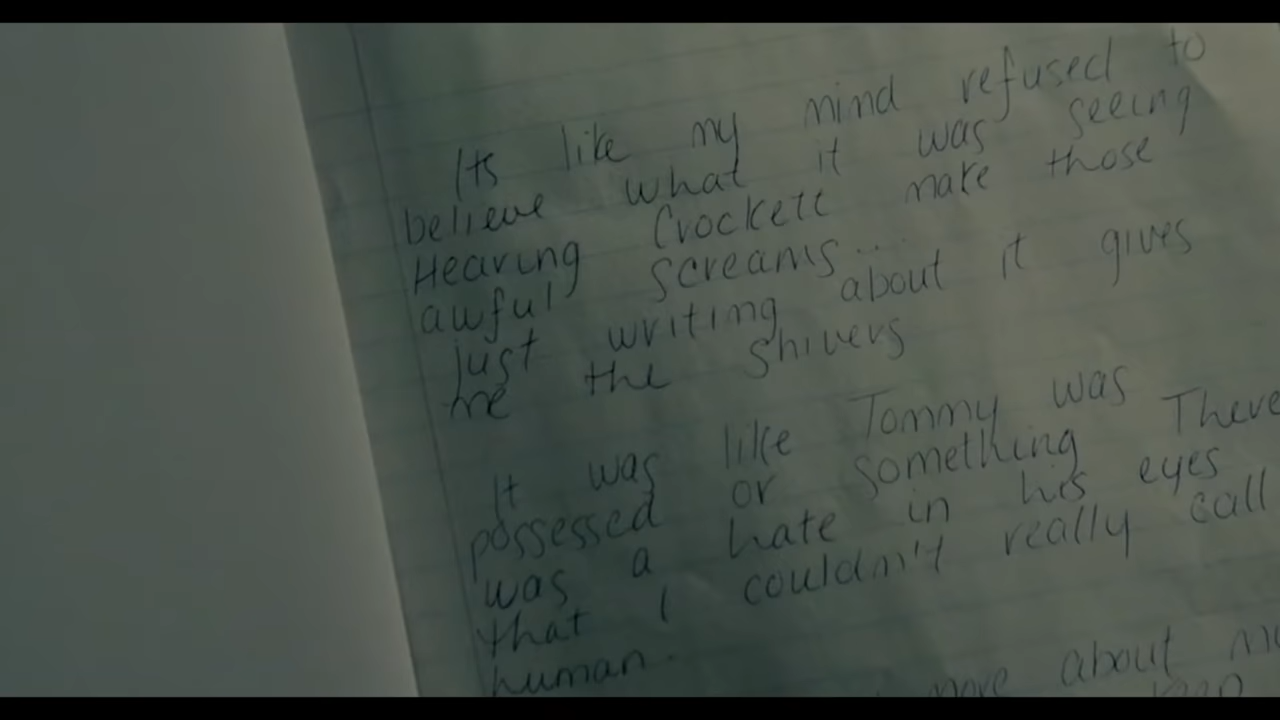 Its like my mind refused to
believe what it was seeing
Hearing Crockett make those
awful screams...
just writing about it gives
me the shivers
It was like Tommy was
possessed or something There
was a hate in his eyes
that I couldn't really call
human.
more about